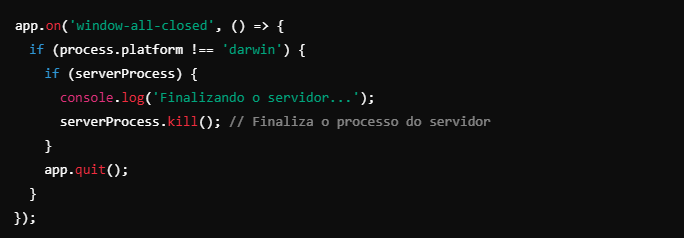 app.on('window-all-closed', () => {
  if (process.platform !== 'darwin') {
    if (serverProcess) {
      console.log('Finalizando o servidor...');
      serverProcess.kill(); // Finaliza o processo do servidor
    }
    app.quit();
  }
});